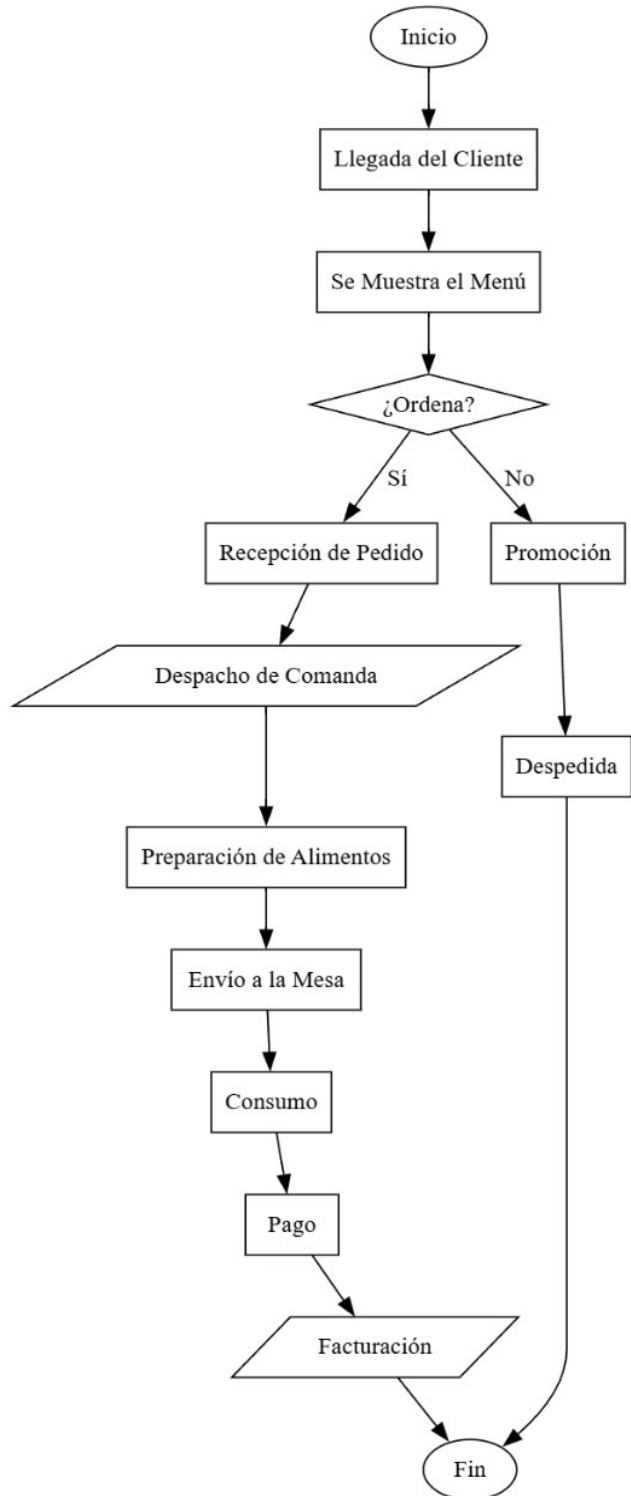 Inicio
Llegada del Cliente
Se Muestra el Menú
¿Ordena?
Sí
No
Recepción de Pedido
Promoción
Despacho de Comanda
Despedida
Preparación de Alimentos
Envío a la Mesa
Consumo
Pago
Facturación
Fin